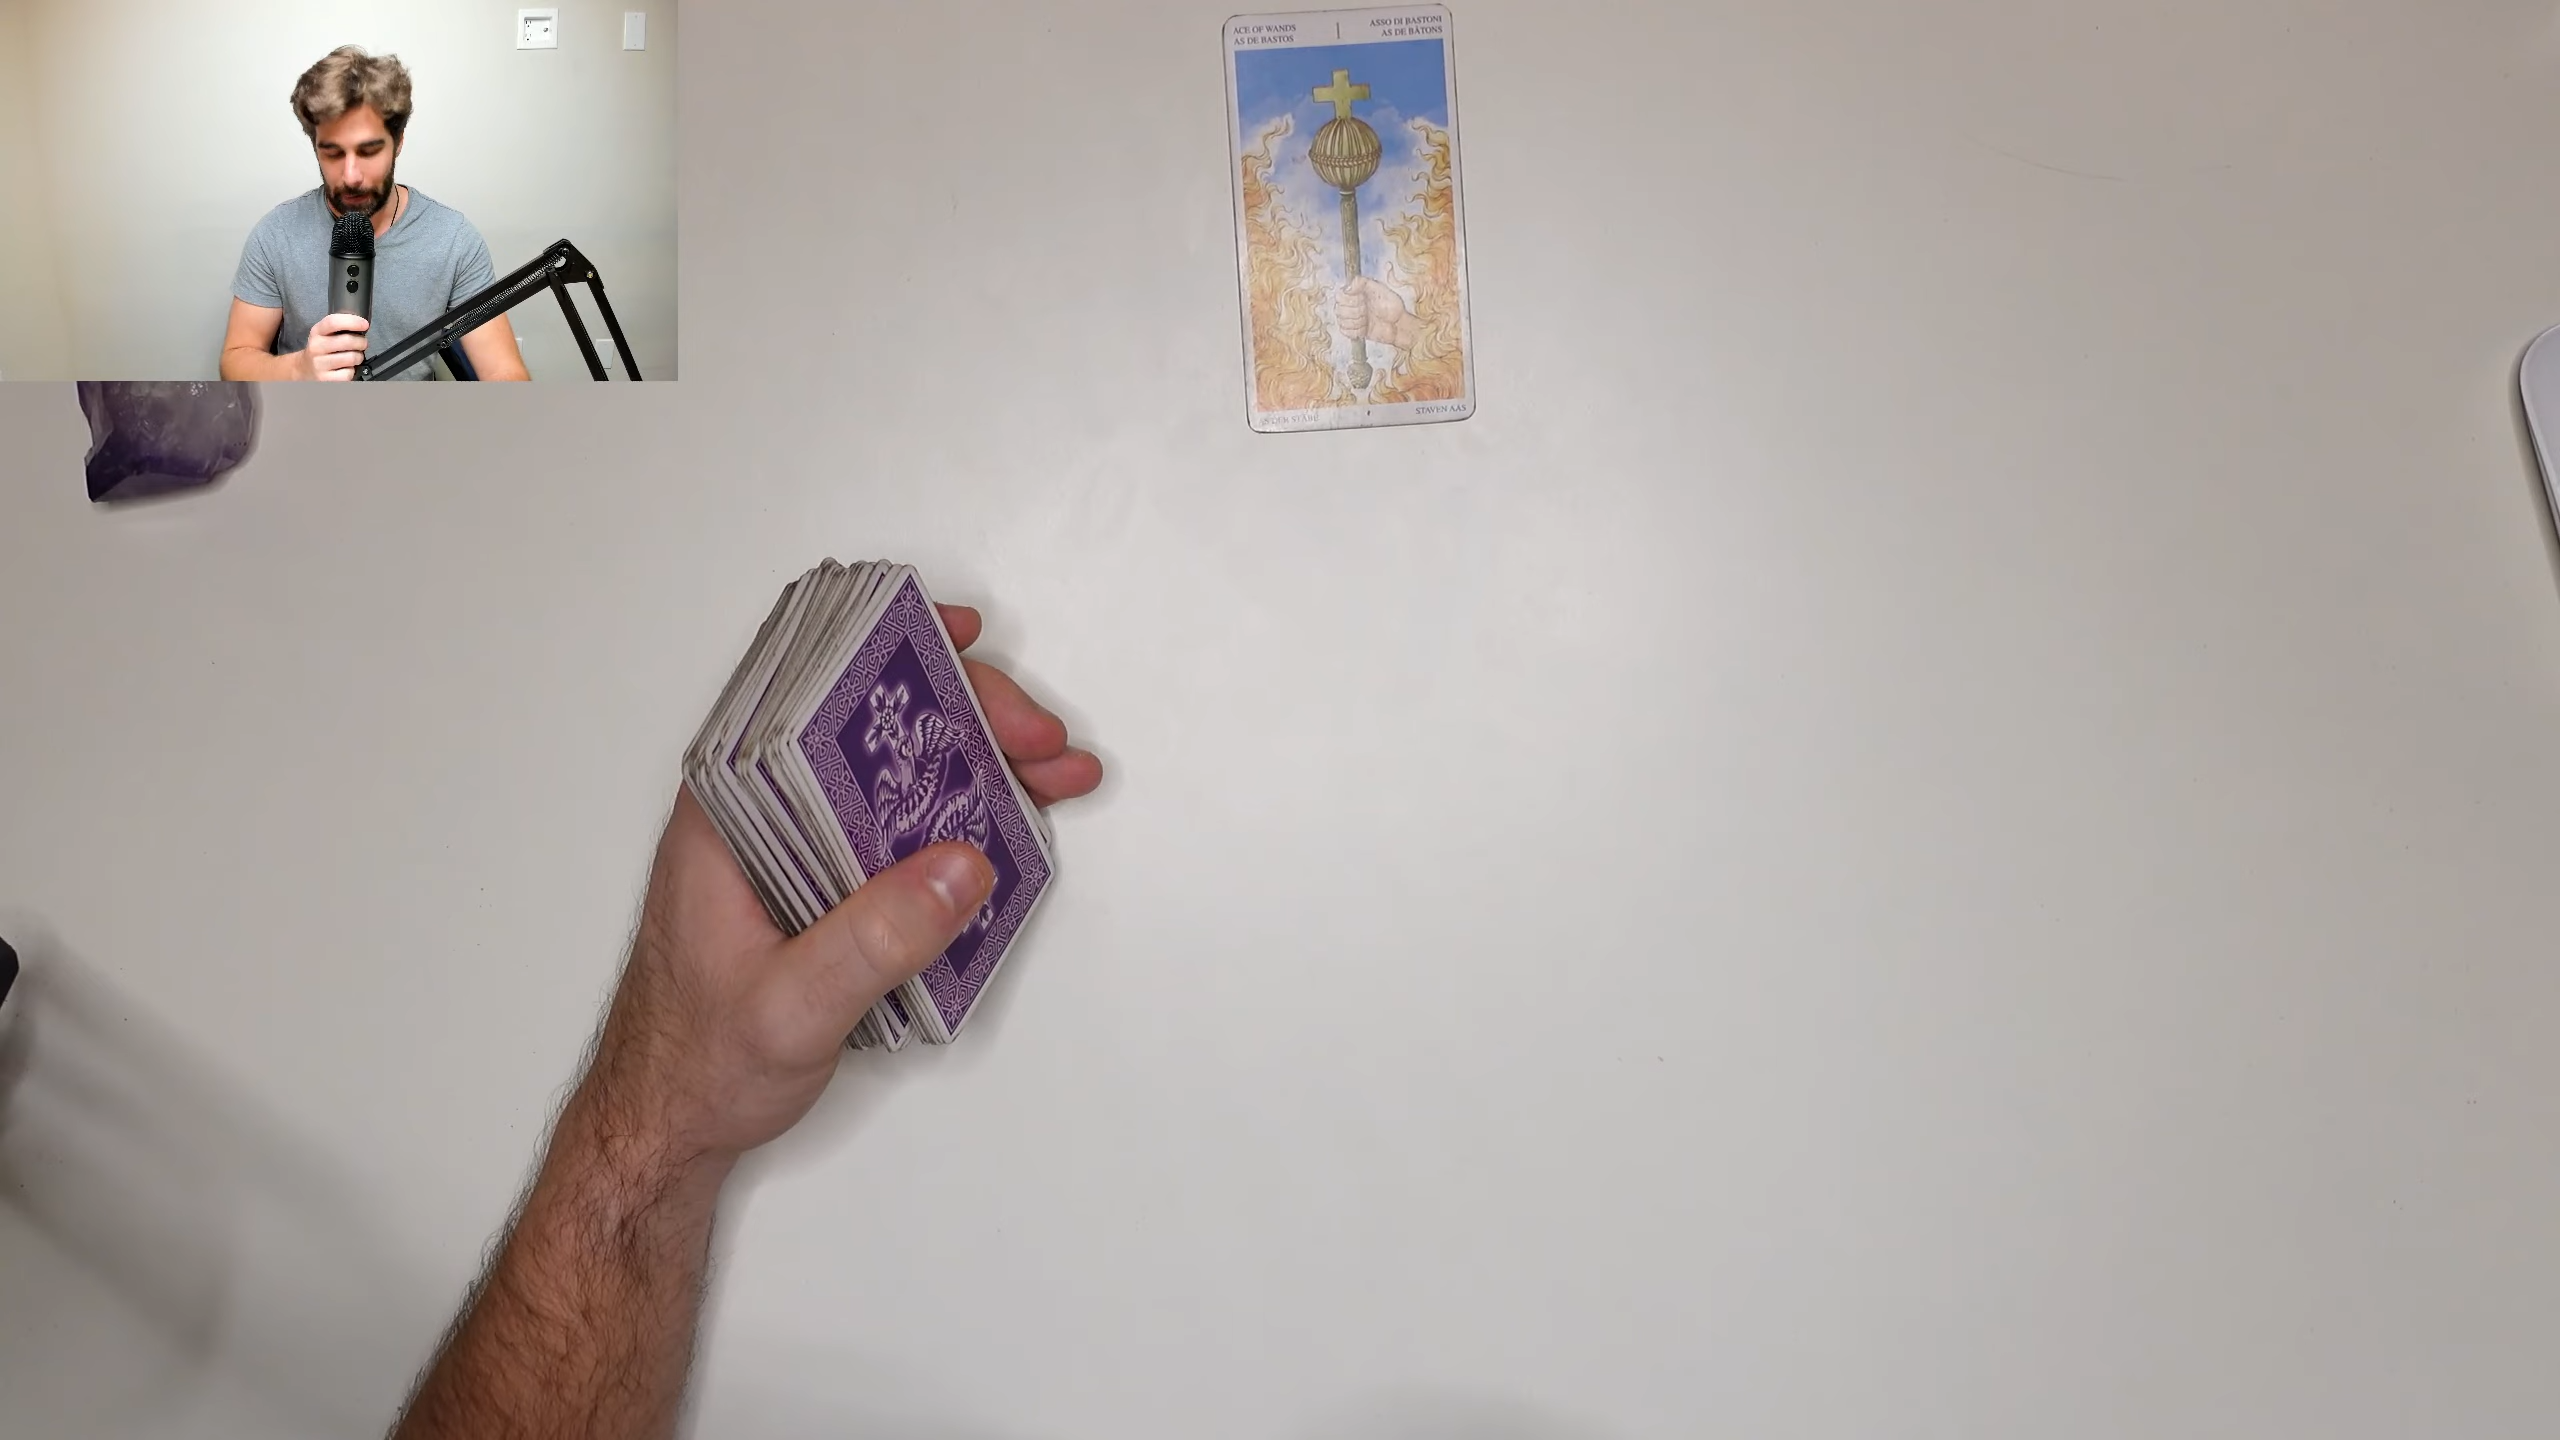 ACE OF WANDS
AS DE BASTOS
I
ASSO DI BASTONI
AS DE BÂTONS
STAVEN AAS